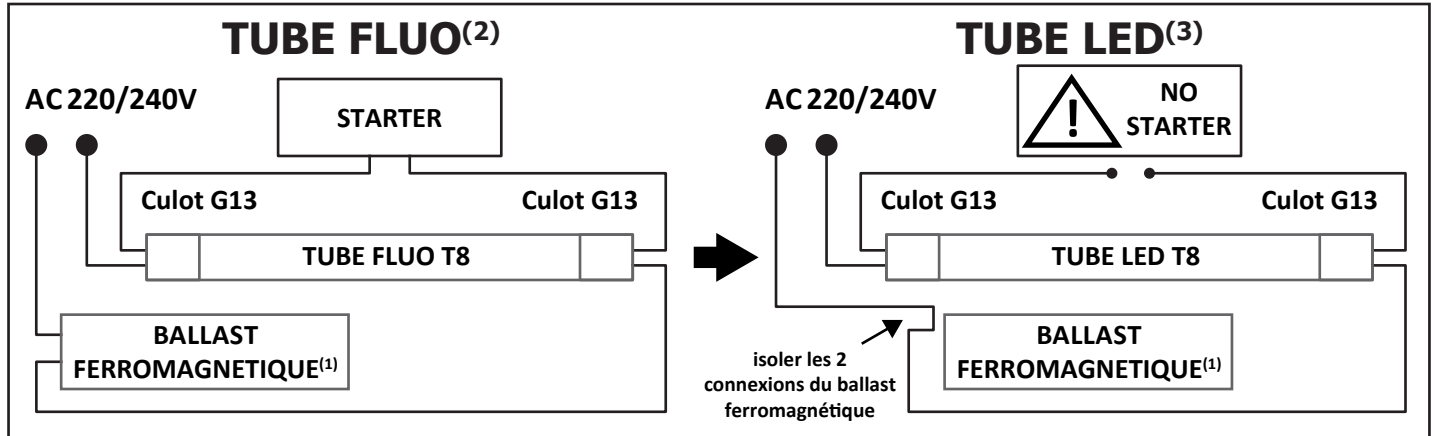 TUBE FLUO(2)
AC 220/240V
STARTER
Culot G13
Culot G13
TUBE FLUO T8
BALLAST
FERROMAGNETIQUE(1)
TUBE LED(3)
AC 220/240V
!
NO
STARTER
Culot G13
Culot G13
TUBE LED T8
isoler les 2
connexions du ballast
ferromagnétique
BALLAST
FERROMAGNETIQUE(1)